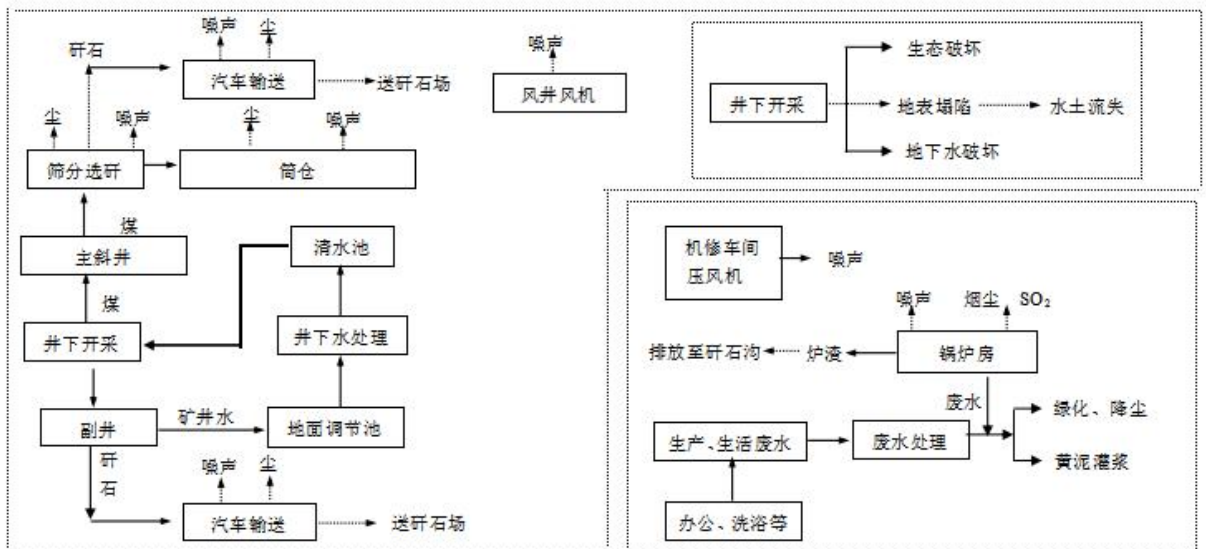 噪声
尘
矸石
汽车输送
送矸石场
尘
噪声
尘
噪声
筛分选矸
筒仓
煤
主斜井
清水池
煤
井下开采
井下水处理
副井
矿井水
地面调节池
矸
石
噪声
尘
汽车输送
送矸石场
噪声
风井风机
井下开采
生态破坏
地表塌陷
水土流失
地下水破坏
机修车间
压风机
噪声
噪声
烟尘
SO₂
排放至矸石沟
炉渣
锅炉房
废水
绿化、降尘
生产、生活废水
废水处理
黄泥灌浆
办公、洗浴等